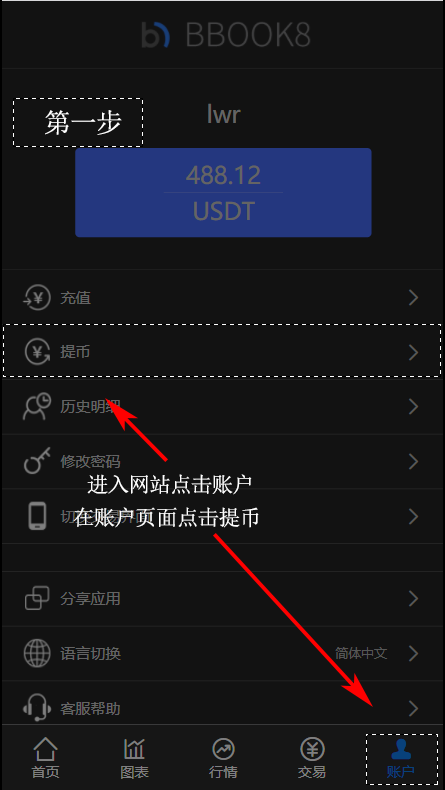 BBOOK8
第一步
lwr
488.12
USDT
充值
提币
历史明细
修改密码
进入网站点击账户
在账户页面点击提币
分享应用
语言切换 简体中文
客服帮助
首页 图表 行情 交易 账户